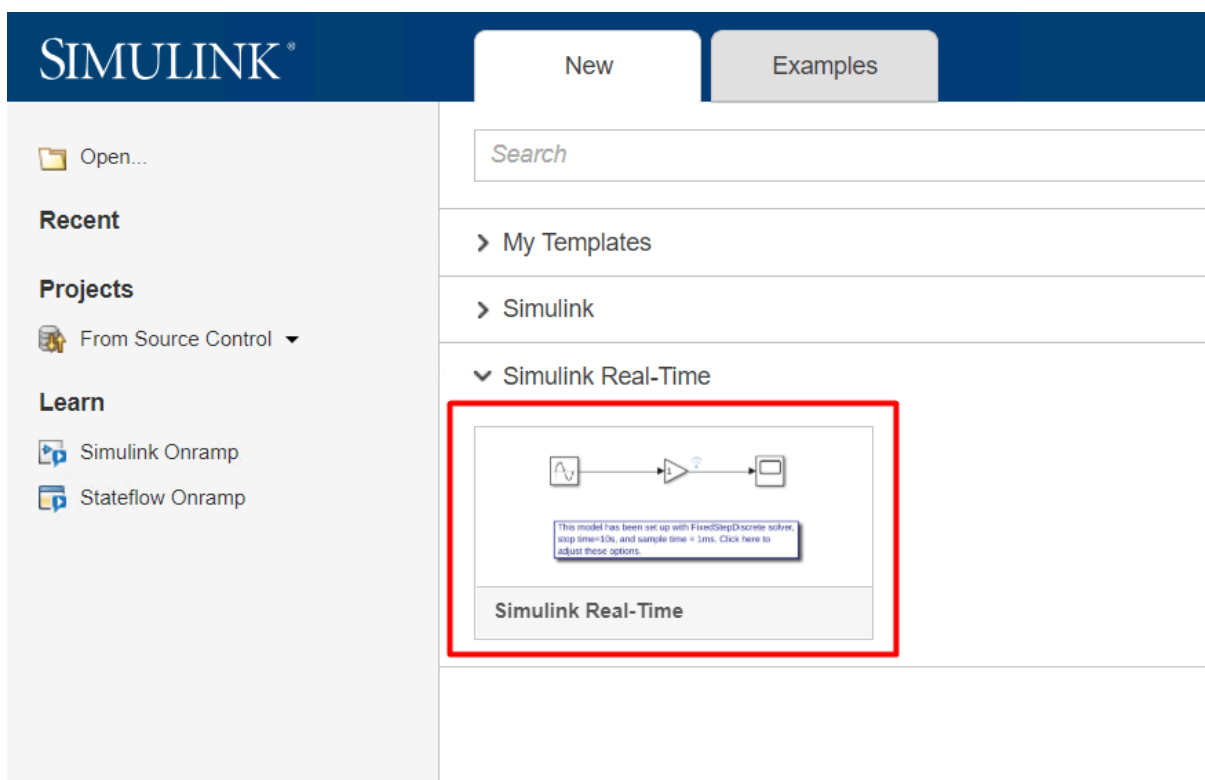 SIMULINK®
New
Examples
Open...
Search
Recent
My Templates
Projects
Simulink
From Source Control
Simulink Real-Time
Learn
Simulink Onramp
Stateflow Onramp
1
This model has been set up with FixedStepDiscrete solver,
stop time=10s, and sample time = 1ms. Click here to
adjust these options.
Simulink Real-Time